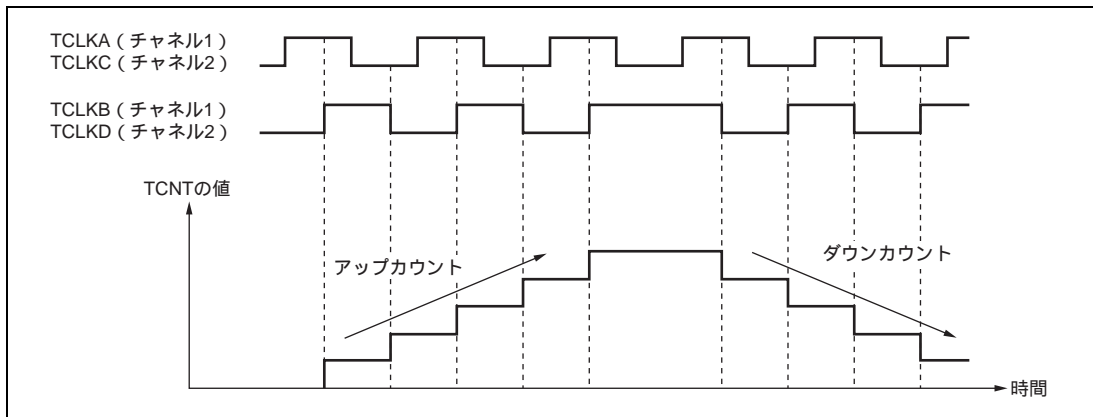 TCLKA（チャネル1）
TCLKC（チャネル2）
TCLKB（チャネル1）
TCLKD（チャネル2）
TCNTの値
アップカウント
ダウンカウント
時間